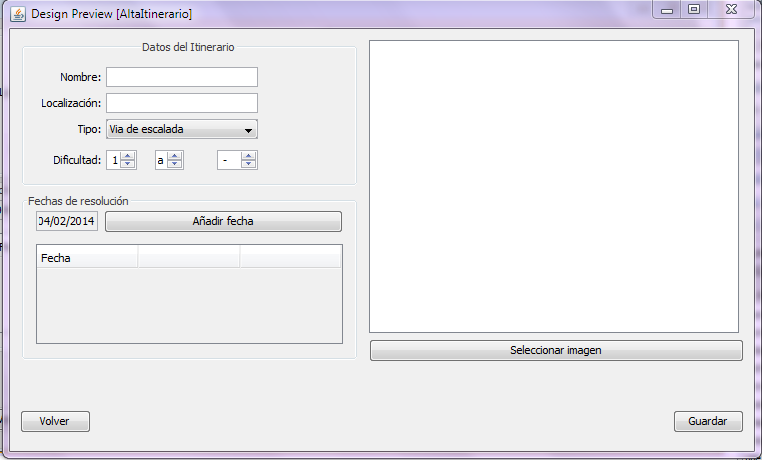 Design Preview [AltaItinerario]
Datos del Itinerario
Nombre:
Localización:
Tipo: Via de escalada
Dificultad: 1 a -
Fechas de resolución
04/02/2014 Añadir fecha
Fecha
Seleccionar imagen
Volver Guardar